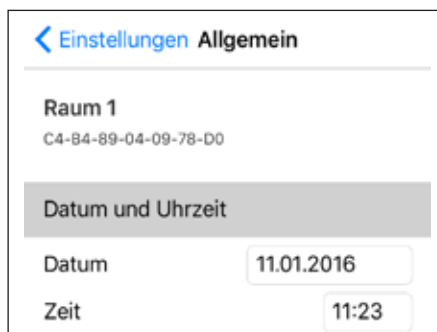 Einstellungen Allgemein
Raum 1
C4-B4-89-04-09-78-D0
Datum und Uhrzeit
Datum 11.01.2016
Zeit 11:23